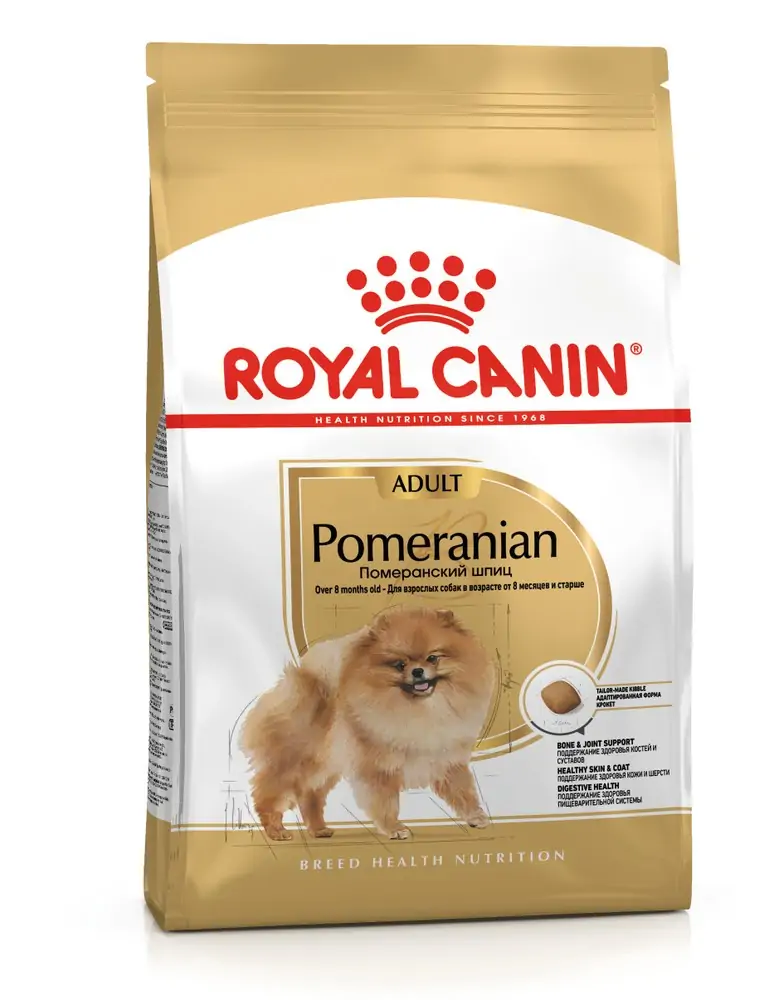 ROYAL CANIN®
HEALTH NUTRITION SINCE 1968
ADULT
Pomeranian
Померанский шпиц
Over 8 months old - Для взрослых собак в возрасте от 8 месяцев и старше
TAILOR-MADE KIBBLE
АДАПТИРОВАННАЯ ФОРМА
КРОКЕТ
BONE & JOINT SUPPORT
ПОДДЕРЖАНИЕ ЗДОРОВЬЯ КОСТЕЙ И
СУСТАВОВ
HEALTHY SKIN & COAT
ПОДДЕРЖАНИЕ ЗДОРОВЬЯ КОЖИ И ШЕРСТИ
DIGESTIVE HEALTH
ПОДДЕРЖАНИЕ ЗДОРОВЬЯ
ПИЩЕВАРИТЕЛЬНОЙ СИСТЕМЫ
BREED HEALTH NUTRITION